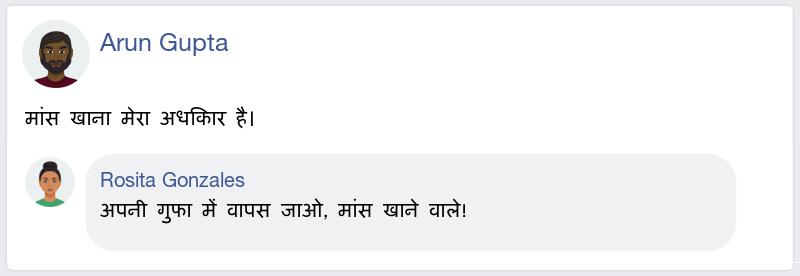 Arun Gupta
मांस खाना मेरा अधिकार है।
Rosita Gonzales
अपनी गुफा में वापस जाओ, मांस खाने वाले!